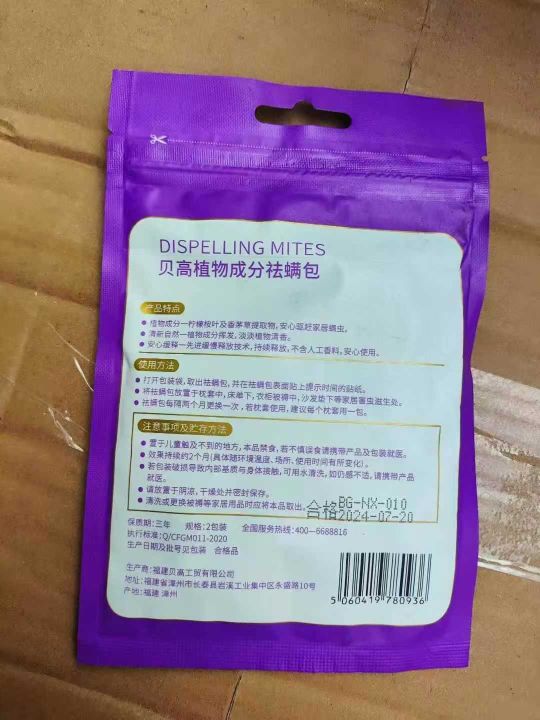 DISPELLING MITES
贝高植物成分祛螨包
产品特点
● 植物成分—柠檬桉叶及香茅草提取物，安心驱赶家居螨虫。
● 清新自然—植物成分挥发，淡淡植物清香。
● 安心缓释—先进缓慢释放技术，持续释放，不含人工香料，安心使用。
使用方法
● 打开包装袋，取出祛螨包，并在祛螨包表面贴上提示时间的贴纸。
● 将祛螨包放置于枕套中，床单下，衣柜被褥中，沙发垫下等家居害虫滋生处。
● 祛螨包每隔两个月更换一次，若枕套使用，建议每个枕套用一包。
注意事项及贮存方法
● 置于儿童触及不到的地方，本品禁食，若不慎误食请携带产品及包装就医。
● 效果持续约2个月(具体随环境温度、场所、使用时间有所变化)。
● 若包装破损导致内部基质与身体接触，可用水清洗，如仍感不适，请携带产品
就医。
● 请放置于阴凉，干燥处并密封保存。
● 清洗或更换被褥等家居用品时应将本品取出。
合格BG-NX-010
2024-07-20
保质期：三年 规格：2包装 全国服务热线：400—6688816
执行标准：Q/CFGM011-2020
生产日期及批号见包装 合格品
生产商：福建贝高工贸有限公司
地址：福建省漳州市长泰县岩溪工业集中区永盛路10号
产地：福建 漳州
5 060419 780936